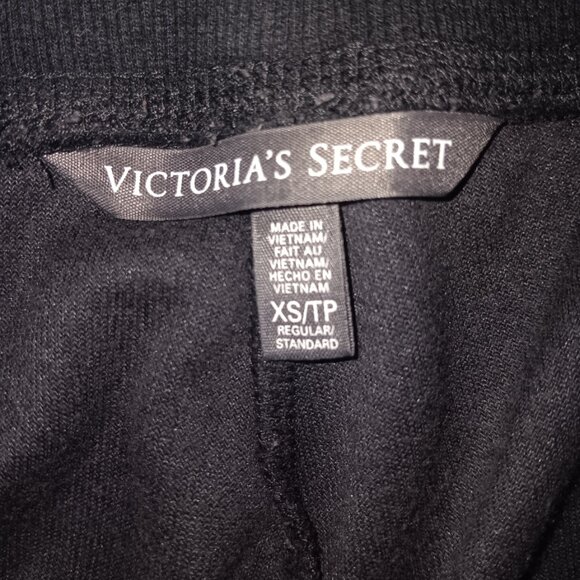 VICTORIA'S SECRET
MADE IN
VIETNAM/
FAIT AU
VIETNAM/
HECHO EN
VIETNAM
XS/TP
REGULAR/
STANDARD